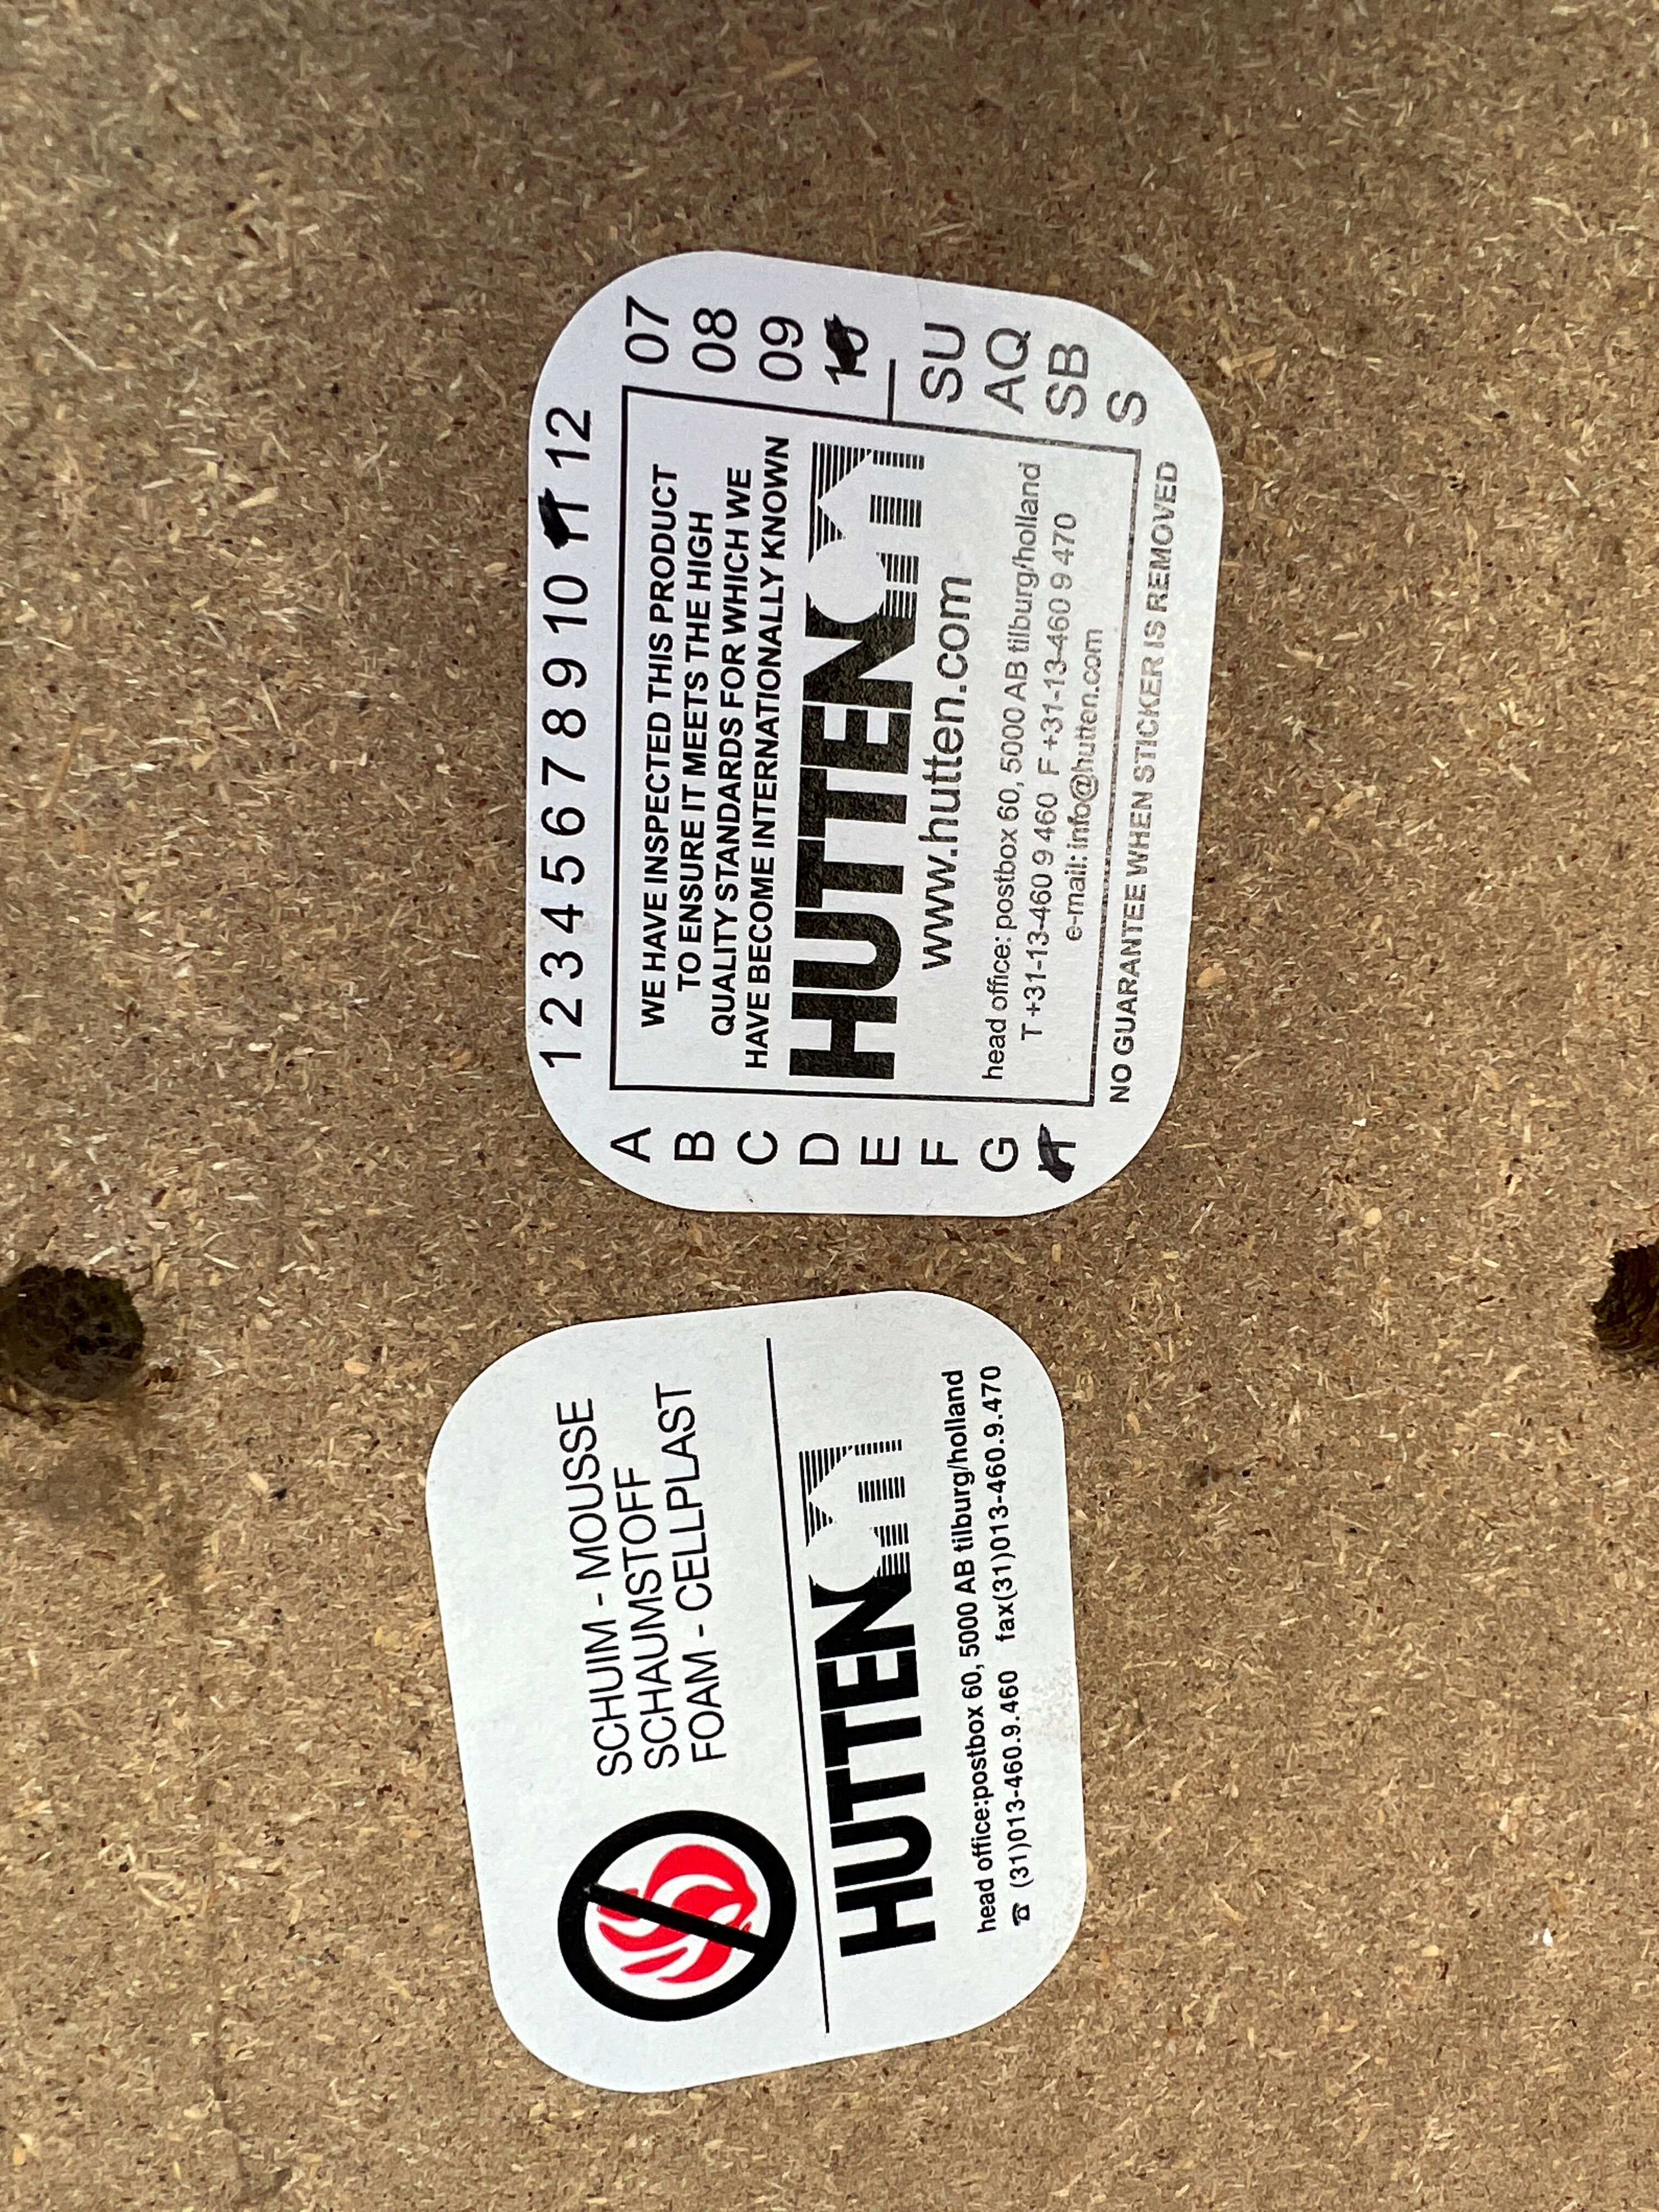 1 2 3 4 5 6 7 8 9 10 11 12
A
B
C
D
E
F
G
WE HAVE INSPECTED THIS PRODUCT
TO ENSURE IT MEETS THE HIGH
QUALITY STANDARDS FOR WHICH WE
HAVE BECOME INTERNATIONALLY KNOWN
HUTTEN
www.hutten.com
head office: postbox 60, 5000 AB tilburg/holland
T +31-13-460 9 460 F +31-13-460 9 470
e-mail: info@hutten.com
07
08
09
10
SU
AQ
SB
S
NO GUARANTEE WHEN STICKER IS REMOVED
SCHUIM - MOUSSE
SCHAUMSTOFF
FOAM - CELLPLAST
HUTTEN
head office:postbox 60, 5000 AB tilburg/holland
☎ (31)013-460.9.460 fax(31)013-460.9.470